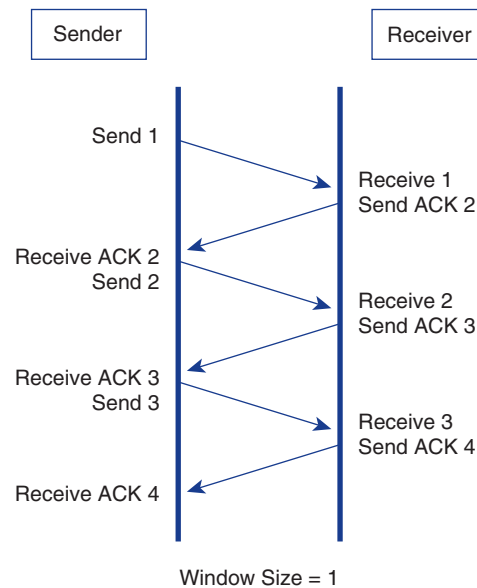 Sender
Receiver
Send 1
Receive 1
Send ACK 2
Receive ACK 2
Send 2
Receive 2
Send ACK 3
Receive ACK 3
Send 3
Receive 3
Send ACK 4
Receive ACK 4
Window Size = 1